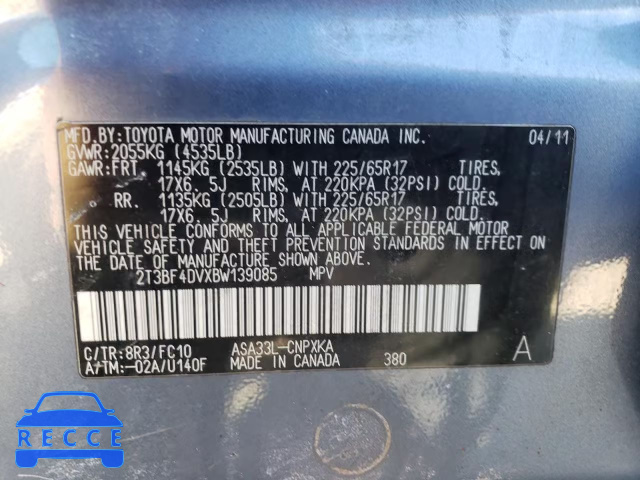 MFD.BY:TOYOTA MOTOR MANUFACTURING CANADA INC. 04/11
GVWR:2055KG (4535LB)
GAWR:FRT. 1145KG (2535LB) WITH 225/65R17 TIRES,
17X6. 5J RIMS, AT 220KPA (32PSI) COLD.
RR. 1135KG (2505LB) WITH 225/65R17 TIRES,
17X6. 5J RIMS, AT 220KPA (32PSI) COLD.
THIS VEHICLE CONFORMS TO ALL APPLICABLE FEDERAL MOTOR
VEHICLE SAFETY AND THEFT PREVENTION STANDARDS IN EFFECT
ON THE DATE OF MANUFACTURE SHOWN ABOVE.
2T3BF4DVXBW139085 MPV
C/TR:8R3/FC10 ASA33L-CNPXKA A
A/TM:-02A/U140F MADE IN CANADA 380
RECCE